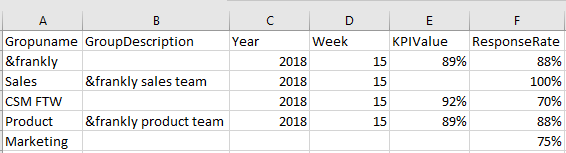 A B C D E F
Gropuname GroupDescription Year Week KPIValue ResponseRate
&frankly 2018 15 89% 88%
Sales &frankly sales team 2018 15 100%
CSM FTW 2018 15 92% 70%
Product &frankly product team 2018 15 89% 88%
Marketing 75%